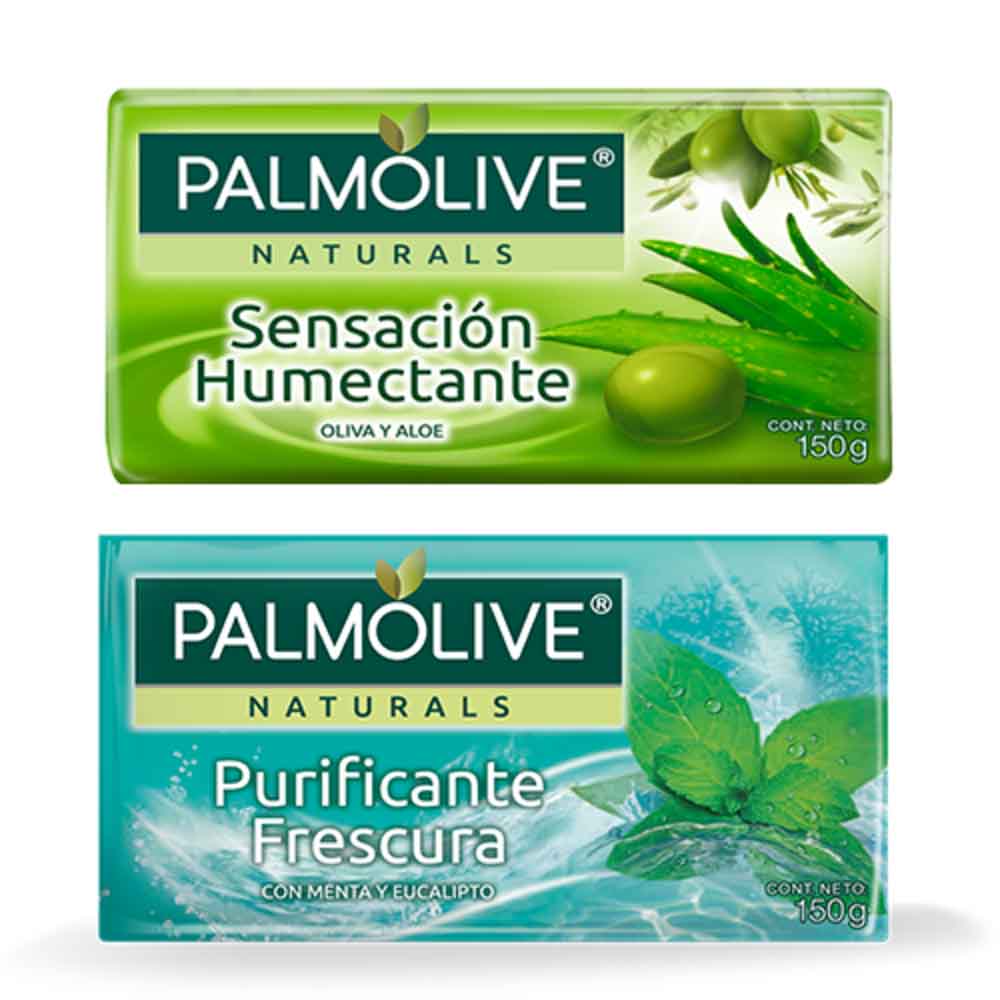 PALMOLIVE®
NATURALS
Sensación
Humectante
OLIVA Y ALOE
CONT. NETO:
150g
PALMOLIVE®
NATURALS
Purificante
Frescura
CON MENTA Y EUCALIPTO
CONT. NETO
150g